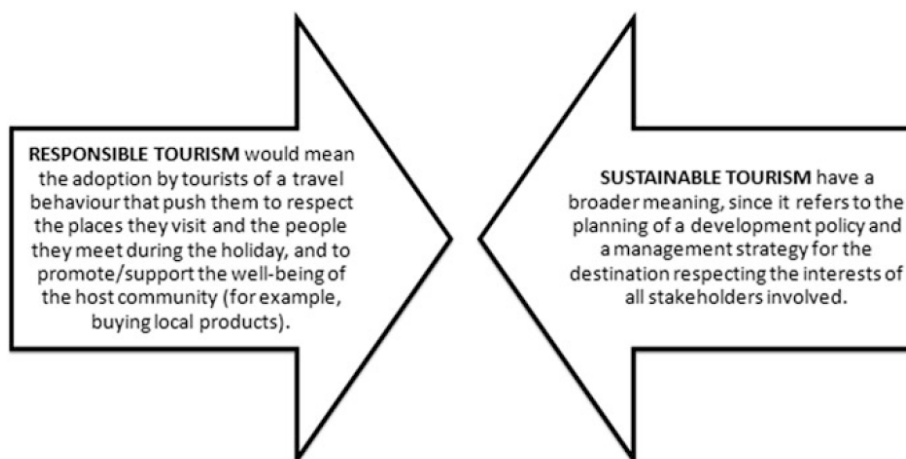 RESPONSIBLE TOURISM would mean
the adoption by tourists of a travel
behaviour that push them to respect
the places they visit and the people
they meet during the holiday, and to
promote/support the well-being of
the host community (for example,
buying local products).
SUSTAINABLE TOURISM have a
broader meaning, since it refers to the
planning of a development policy and
a management strategy for the
destination respecting the interests of
all stakeholders involved.